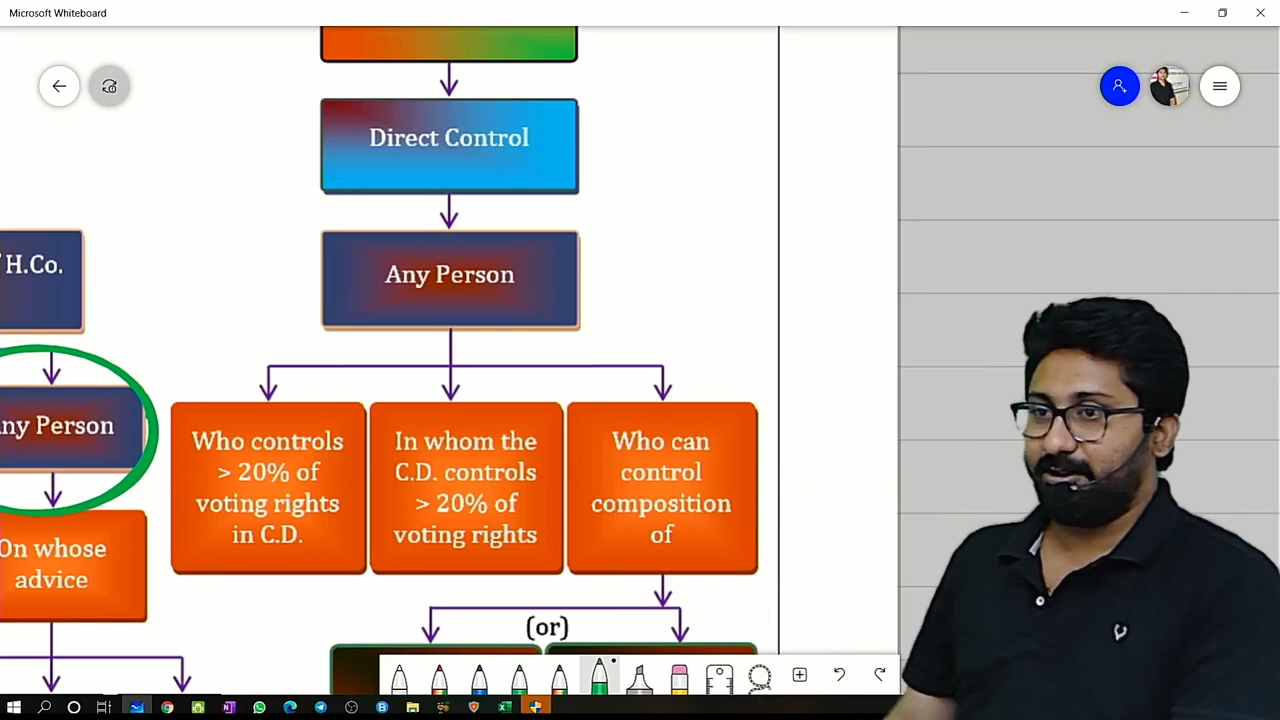 Microsoft Whiteboard
Direct Control
Any Person
H.Co.
ny Person
On whose
advice
Who controls
> 20% of
voting rights
in C.D.
In whom the
C.D. controls
> 20% of
voting rights
Who can
control
composition
of
(or)